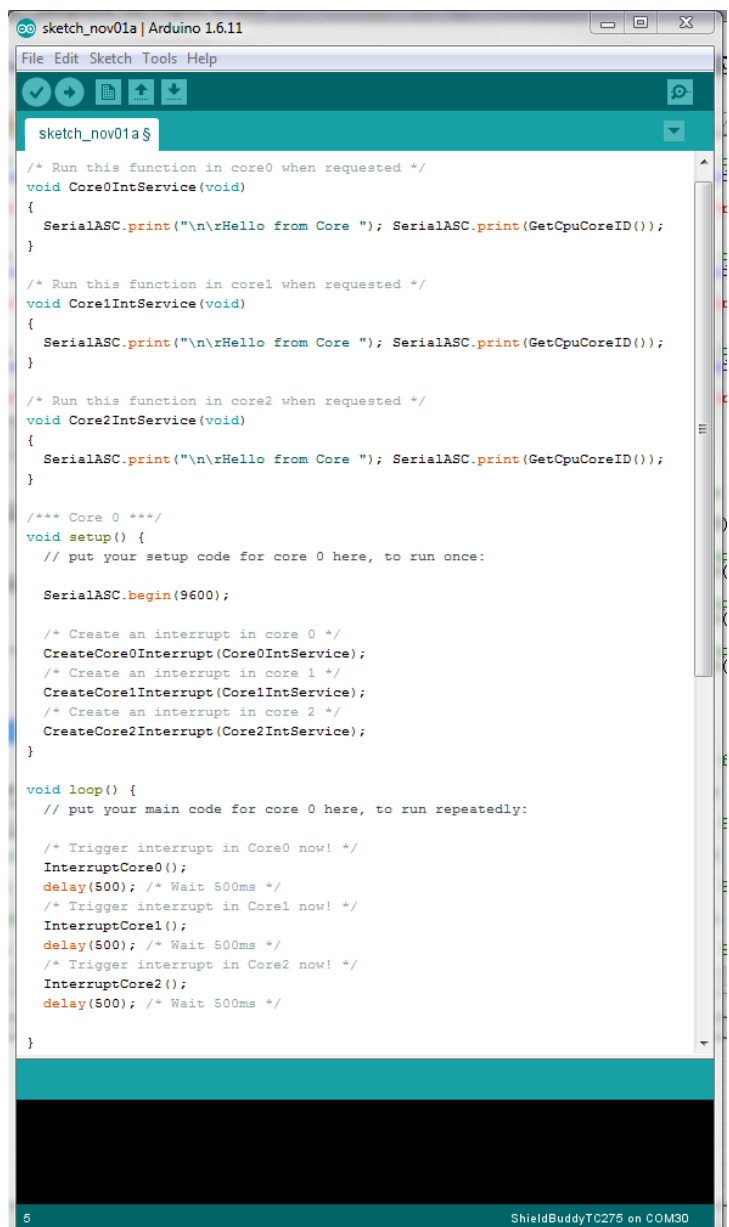 sketch_nov01a | Arduino 1.6.11
File Edit Sketch Tools Help
sketch_nov01a §
/* Run this function in core0 when requested */
void Core0IntService(void)
{
  SerialASC.print("\n\rHello from Core "); SerialASC.print(GetCpuCoreID());
}

/* Run this function in core1 when requested */
void Core1IntService(void)
{
  SerialASC.print("\n\rHello from Core "); SerialASC.print(GetCpuCoreID());
}

/* Run this function in core2 when requested */
void Core2IntService(void)
{
  SerialASC.print("\n\rHello from Core "); SerialASC.print(GetCpuCoreID());
}

/*** Core 0 ***/
void setup() {
  // put your setup code for core 0 here, to run once:

  SerialASC.begin(9600);

  /* Create an interrupt in core 0 */
  CreateCore0Interrupt(Core0IntService);
  /* Create an interrupt in core 1 */
  CreateCore1Interrupt(Core1IntService);
  /* Create an interrupt in core 2 */
  CreateCore2Interrupt(Core2IntService);
}

void loop() {
  // put your main code for core 0 here, to run repeatedly:

  /* Trigger interrupt in Core0 now! */
  InterruptCore0();
  delay(500); /* Wait 500ms */
  /* Trigger interrupt in Core1 now! */
  InterruptCore1();
  delay(500); /* Wait 500ms */
  /* Trigger interrupt in Core2 now! */
  InterruptCore2();
  delay(500); /* Wait 500ms */

}
5 ShieldBuddyTC275 on COM30